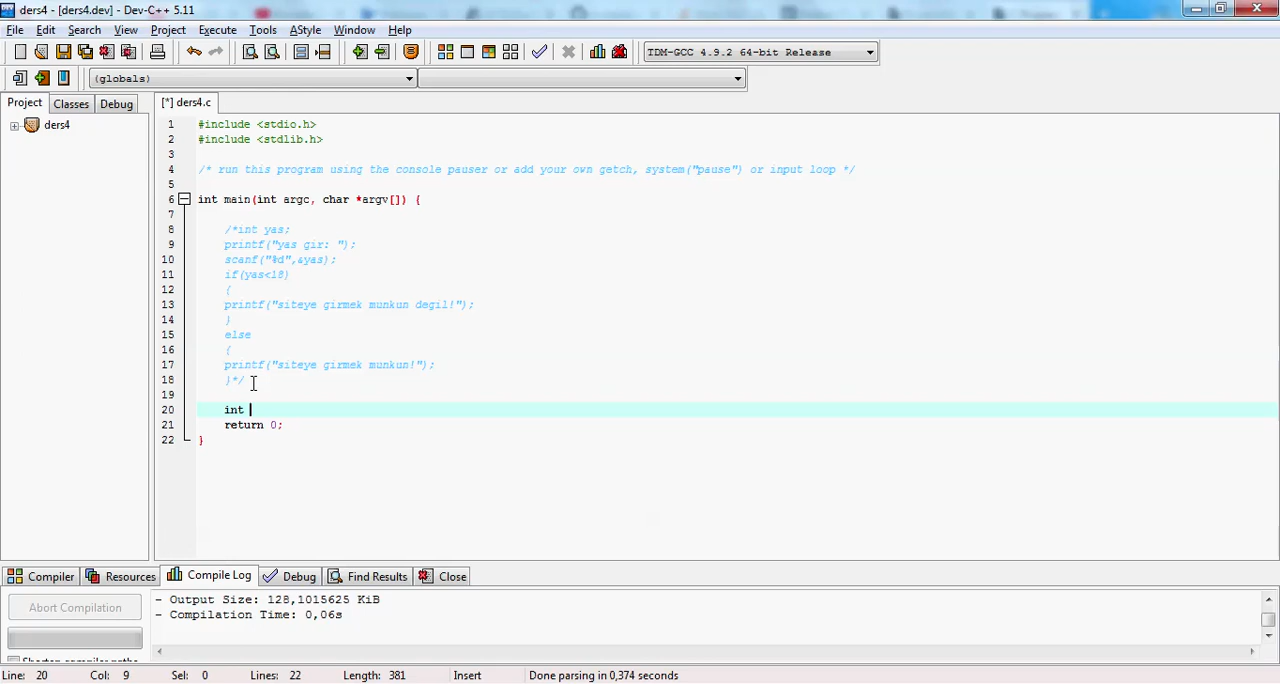 ders4 - [ders4.dev] - Dev-C++ 5.11
File Edit Search View Project Execute Tools AStyle Window Help
TDM-GCC 4.9.2 64-bit Release
(globals)
Project Classes Debug
[*] ders4.c
ders4
1 #include <stdio.h>
2 #include <stdlib.h>
3
4 /* run this program using the console pauser or add your own getch, system("pause") or input loop */
5
6 int main(int argc, char *argv[]) {
7
8 /*int yas;
9 printf("yas gir: ");
10 scanf("%d",&yas);
11 if(yas<18)
12 {
13 printf("siteye girmek munkun degil!");
14 }
15 else
16 {
17 printf("siteye girmek munkun!");
18 }*/
19
20 int
21 return 0;
22 }
Compiler Resources Compile Log Debug Find Results Close
Abort Compilation
- Output Size: 128,1015625 KiB
- Compilation Time: 0,06s
Shorten compiler paths
Line: 20 Col: 9 Sel: 0 Lines: 22 Length: 381 Insert Done parsing in 0,374 seconds